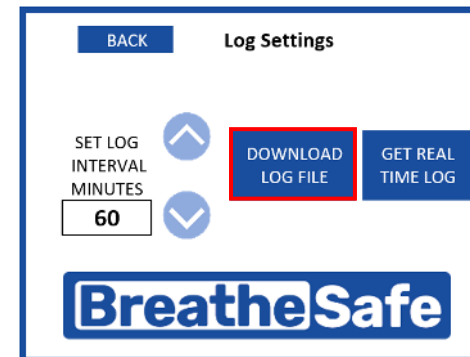 BACK
Log Settings
SET LOG
INTERVAL
MINUTES
60
DOWNLOAD
LOG FILE
GET REAL
TIME LOG
BreatheSafe